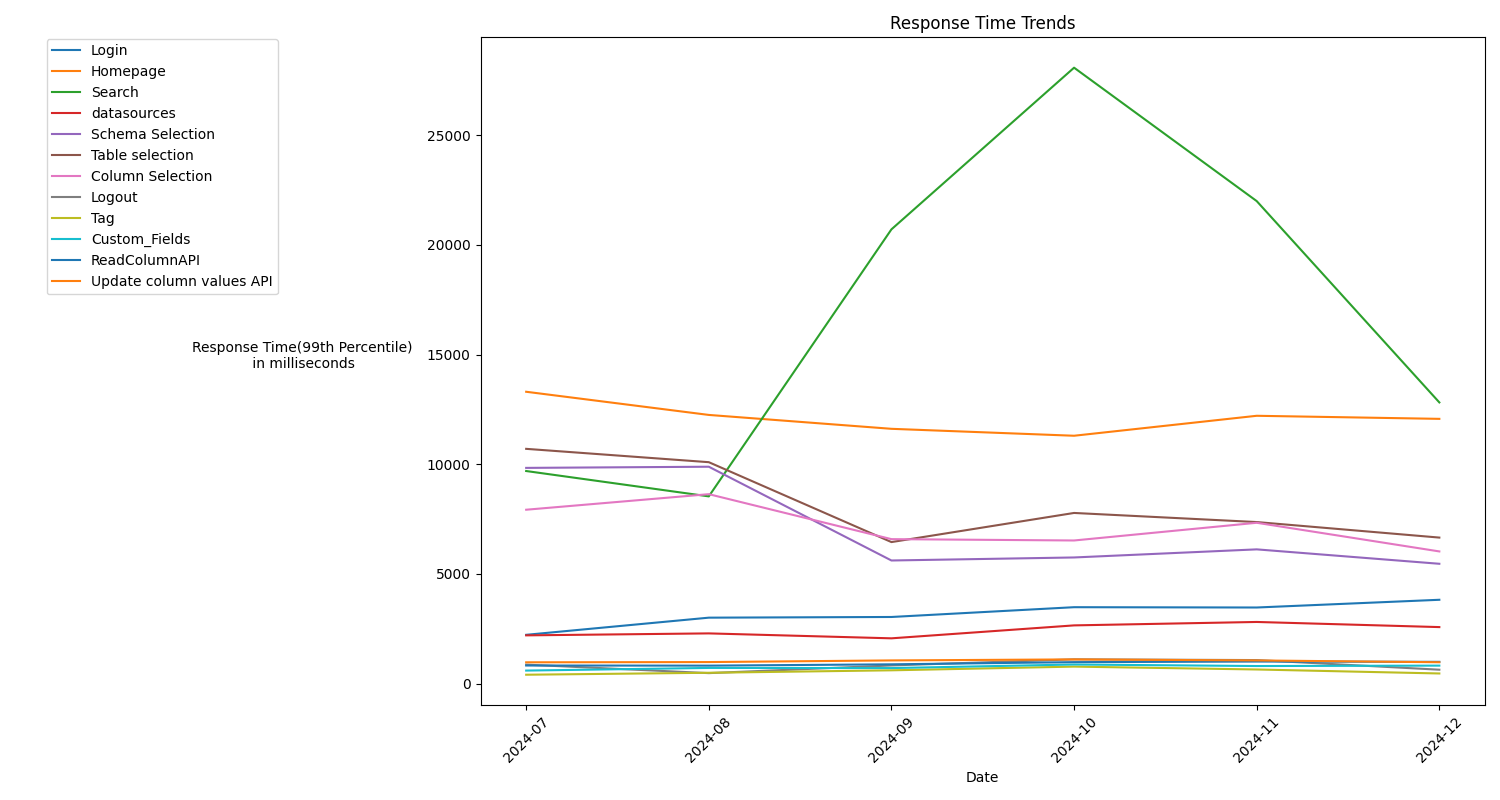 Response Time Trends
Login
Homepage
Search
datasources
Schema Selection
Table selection
Column Selection
Logout
Tag
Custom_Fields
ReadColumnAPI
Update column values API
Response Time(99th Percentile)
in milliseconds
25000
20000
15000
10000
5000
0
2024-07
2024-08
2024-09
2024-10
2024-11
2024-12
Date